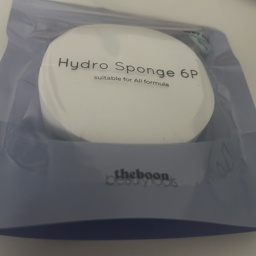 Hydro Sponge 6P
suitable for All formula
theboon